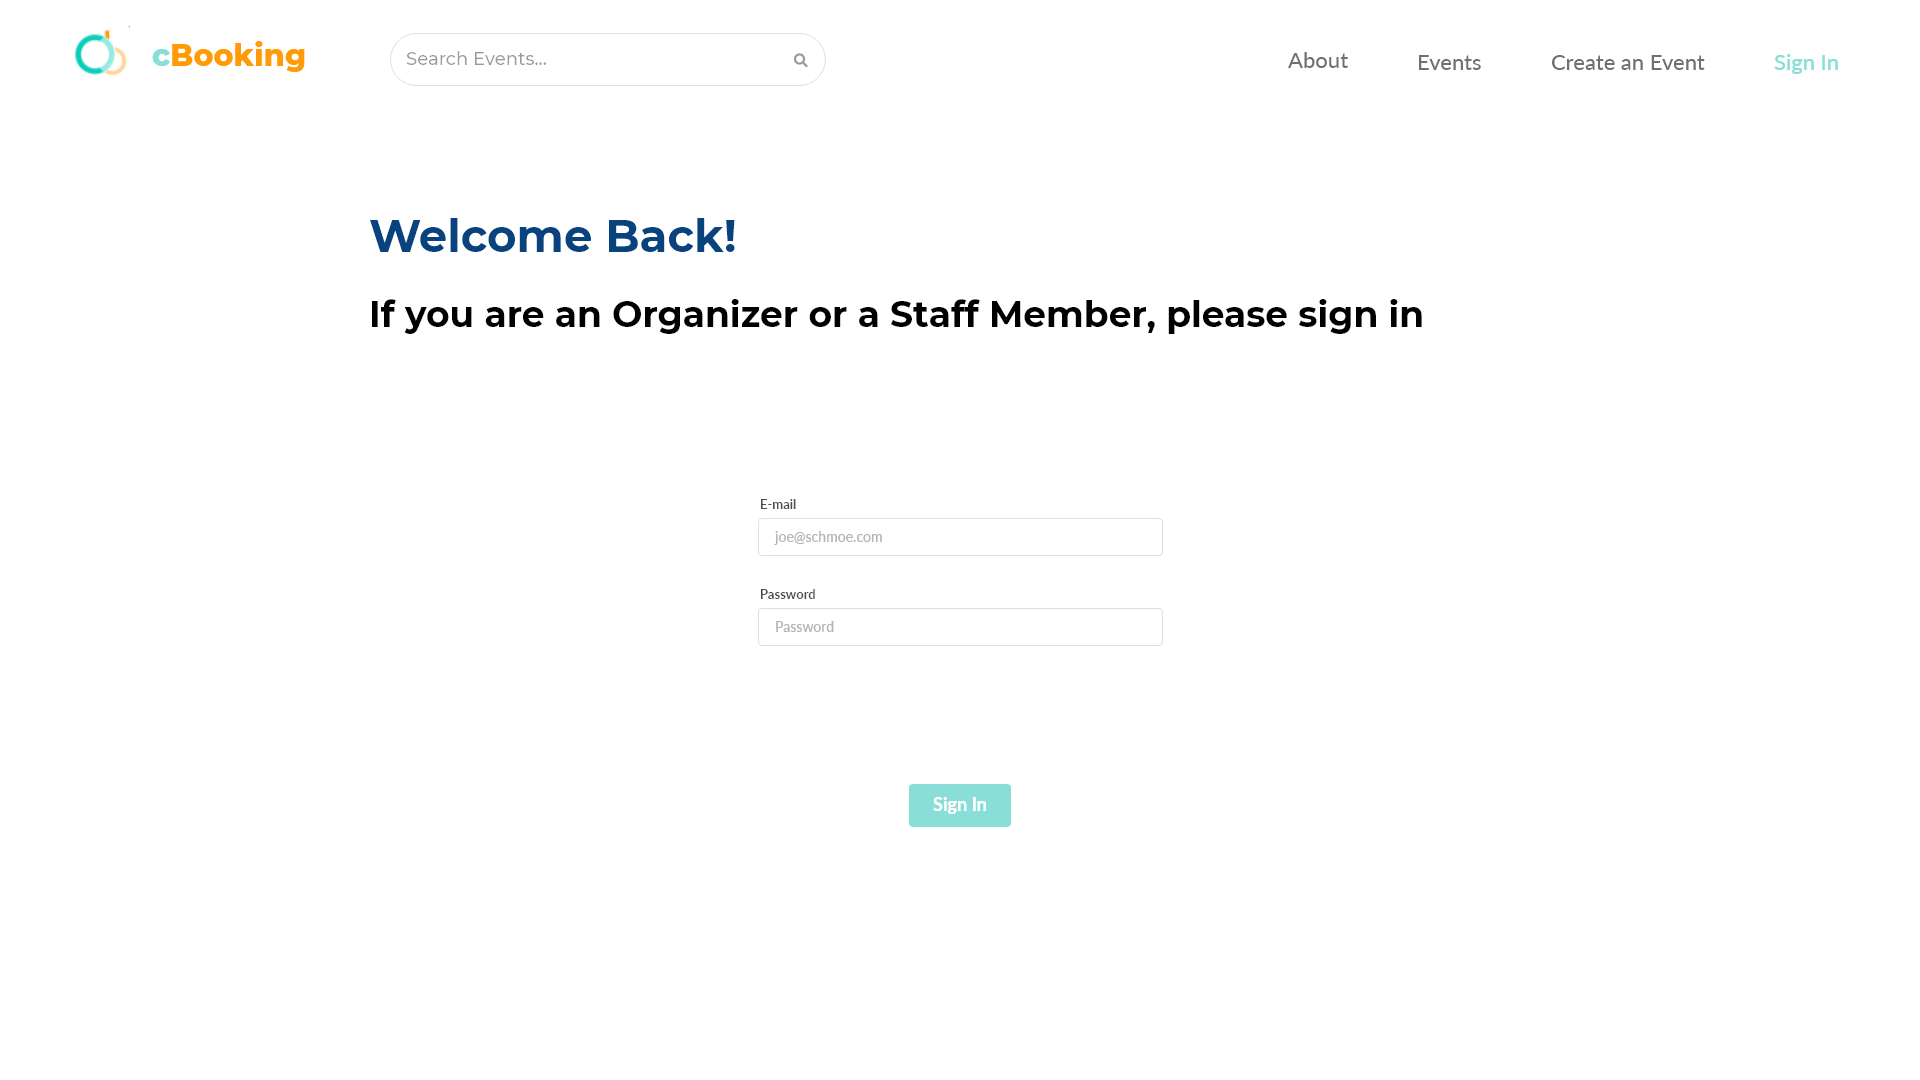 cBooking
Search Events...
About
Events
Create an Event
Sign In
Welcome Back!
If you are an Organizer or a Staff Member, please sign in
E-mail
joe@schmoe.com
Password
Password
Sign In